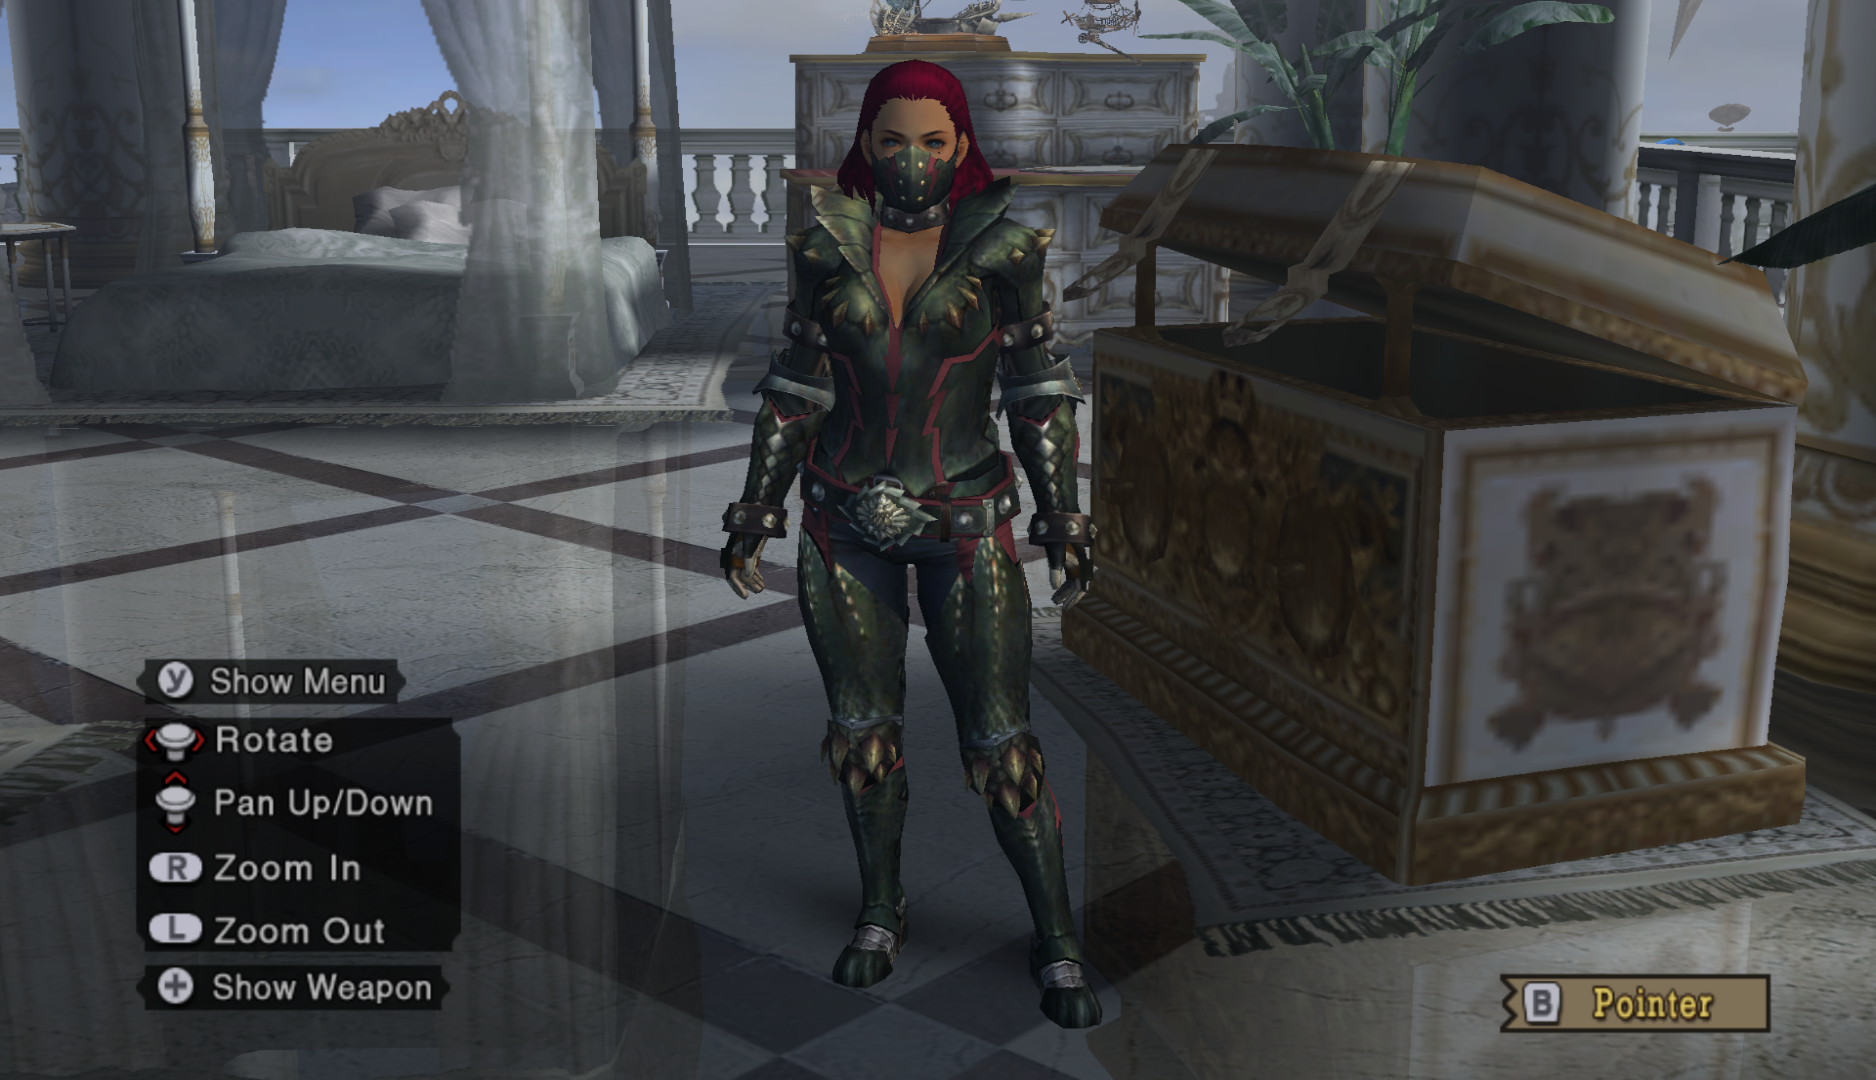 y Show Menu
Rotate
Pan Up/Down
R Zoom In
L Zoom Out
Show Weapon
B Pointer